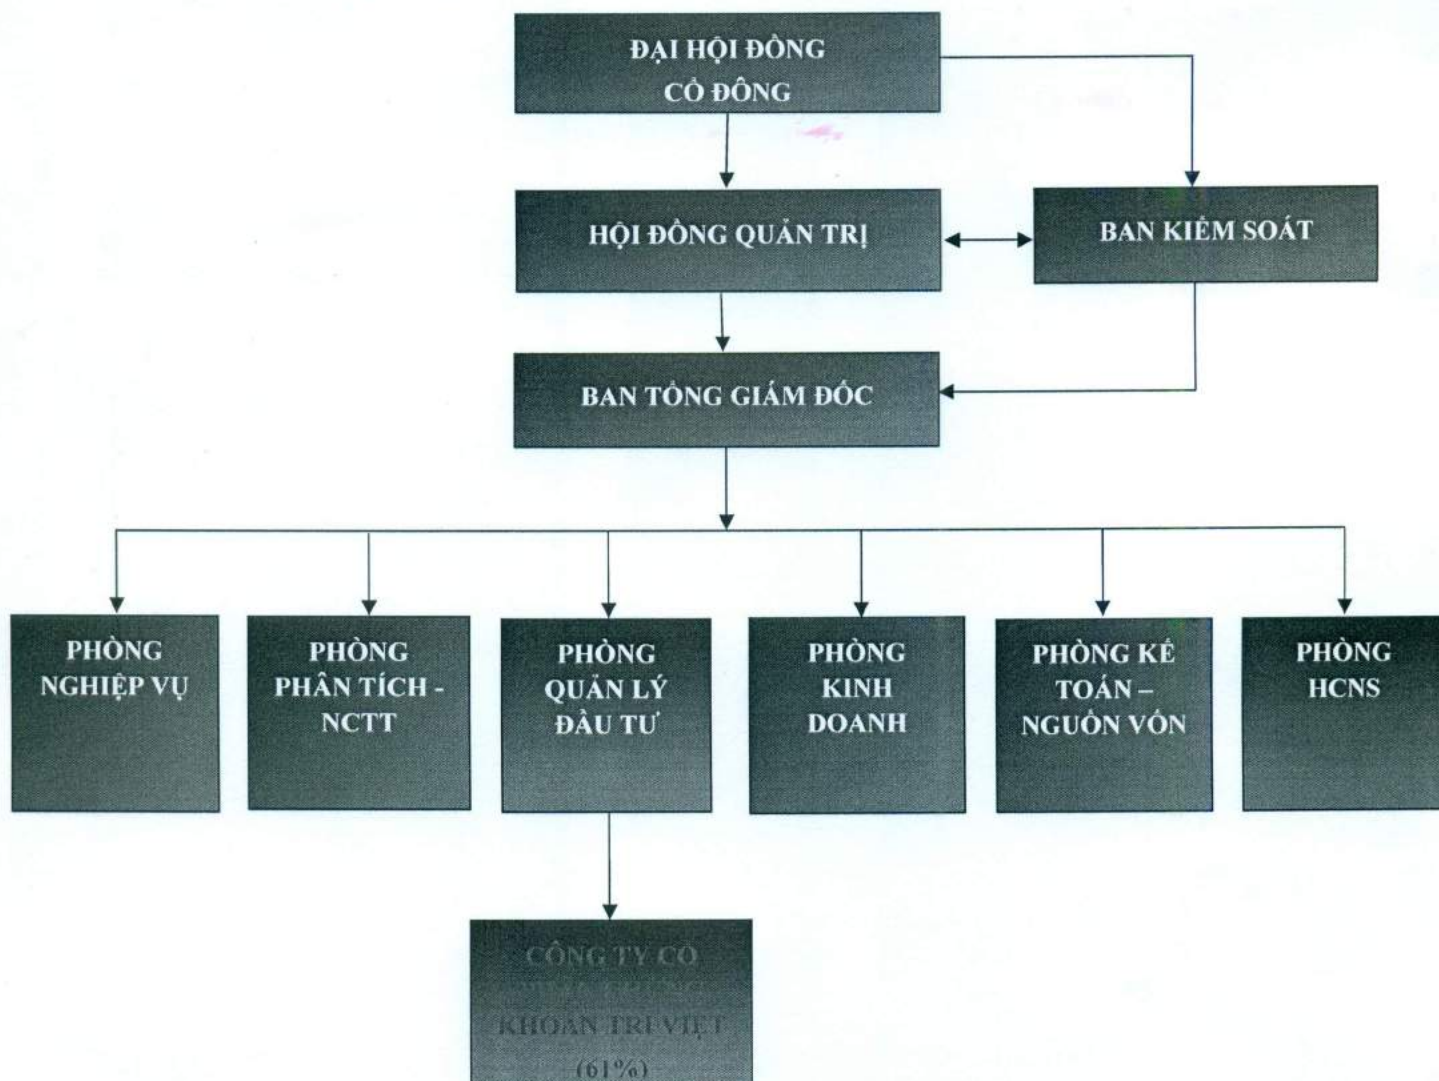 ĐẠI HỘI ĐỒNG
CỔ ĐÔNG
HỘI ĐỒNG QUẢN TRỊ
BAN KIỂM SOÁT
BAN TỔNG GIÁM ĐỐC
PHÒNG
NGHIỆP VỤ
PHÒNG
PHÂN TÍCH -
NCTT
PHÒNG
QUẢN LÝ
ĐẦU TƯ
PHÒNG
KINH
DOANH
PHÒNG KẾ
TOÁN –
NGUỒN VỐN
PHÒNG
HCNS
CÔNG TY CỔ
KHOÁN TRÍ VIỆT
(61%)